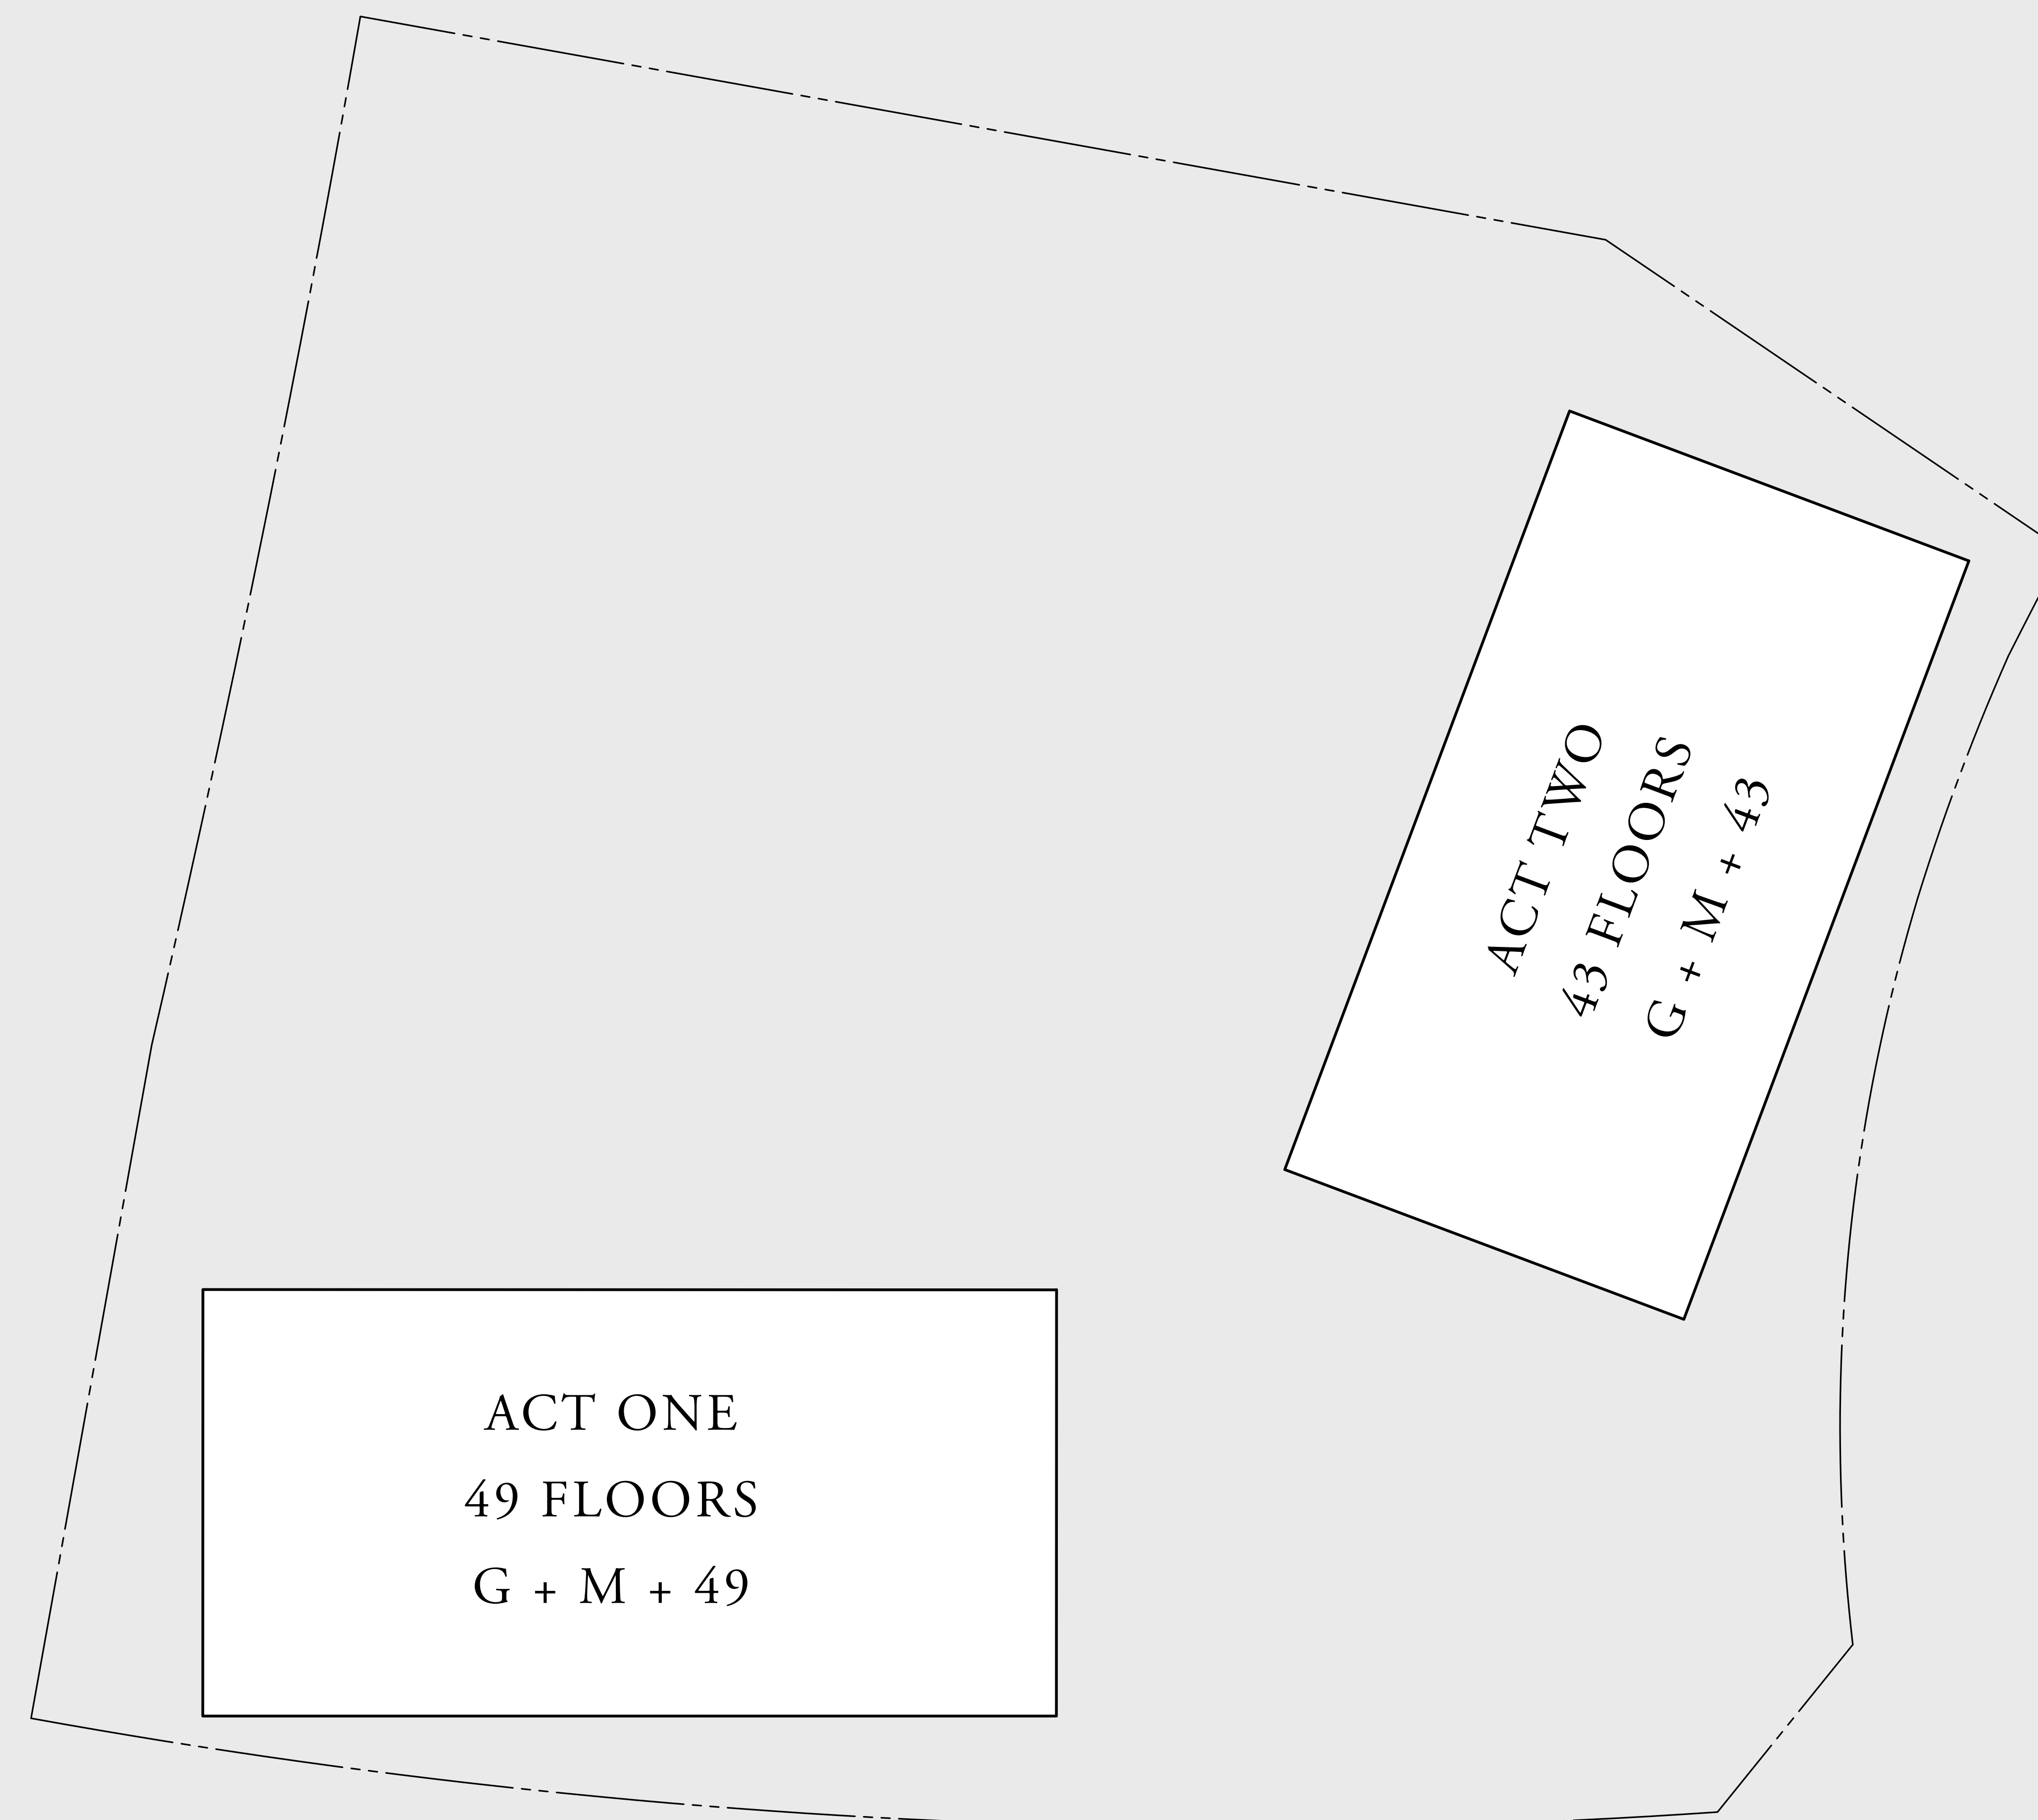 ACT TWO
43 FLOORS
G + M + 43
ACT ONE
49 FLOORS
G + M + 49